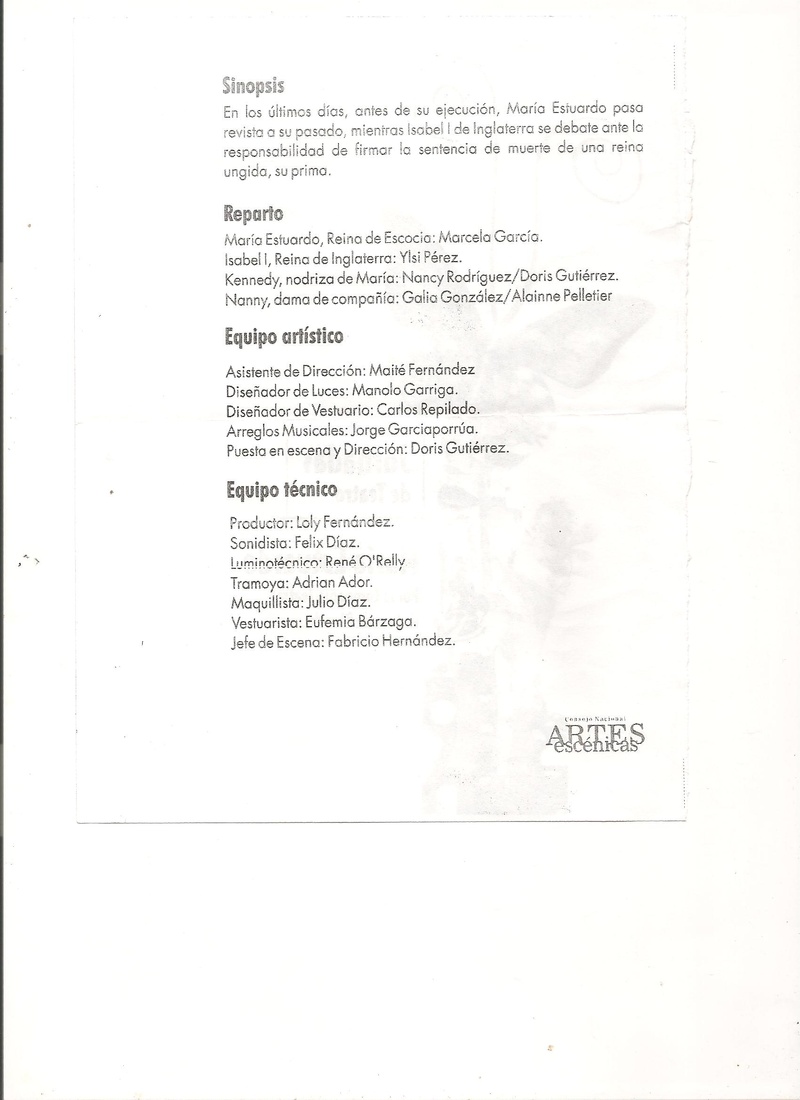 Sinopsis
En los últimos días, antes de su ejecución, María Estuardo pasa
revista a su pasado, mientras Isabel I de Inglaterra se debate ante la
responsabilidad de firmar la sentencia de muerte de una reina
ungida, su prima.
Reparto
María Estuardo, Reina de Escocia: Marcela García.
Isabel I, Reina de Inglaterra: Ylsi Pérez.
Kennedy, nodriza de María: Nancy Rodríguez/Doris Gutiérrez.
Nanny, dama de compañía: Galia González/Alainne Pelletier
Equipo artístico
Asistente de Dirección: Maité Fernández
Diseñador de Luces: Manolo Garriga.
Diseñador de Vestuario: Carlos Repilado.
Arreglos Musicales: Jorge Garciaporrúa.
Puesta en escena y Dirección: Doris Gutiérrez.
Equipo técnico
Productor: Loly Fernández.
Sonidista: Felix Díaz.
Luminotécnico: René O'Relly
Tramoya: Adrian Ador.
Maquillista: Julio Díaz.
Vestuarista: Eufemia Bárzaga.
Jefe de Escena: Fabricio Hernández.
Consejo Nacional
ARTES
escénicas